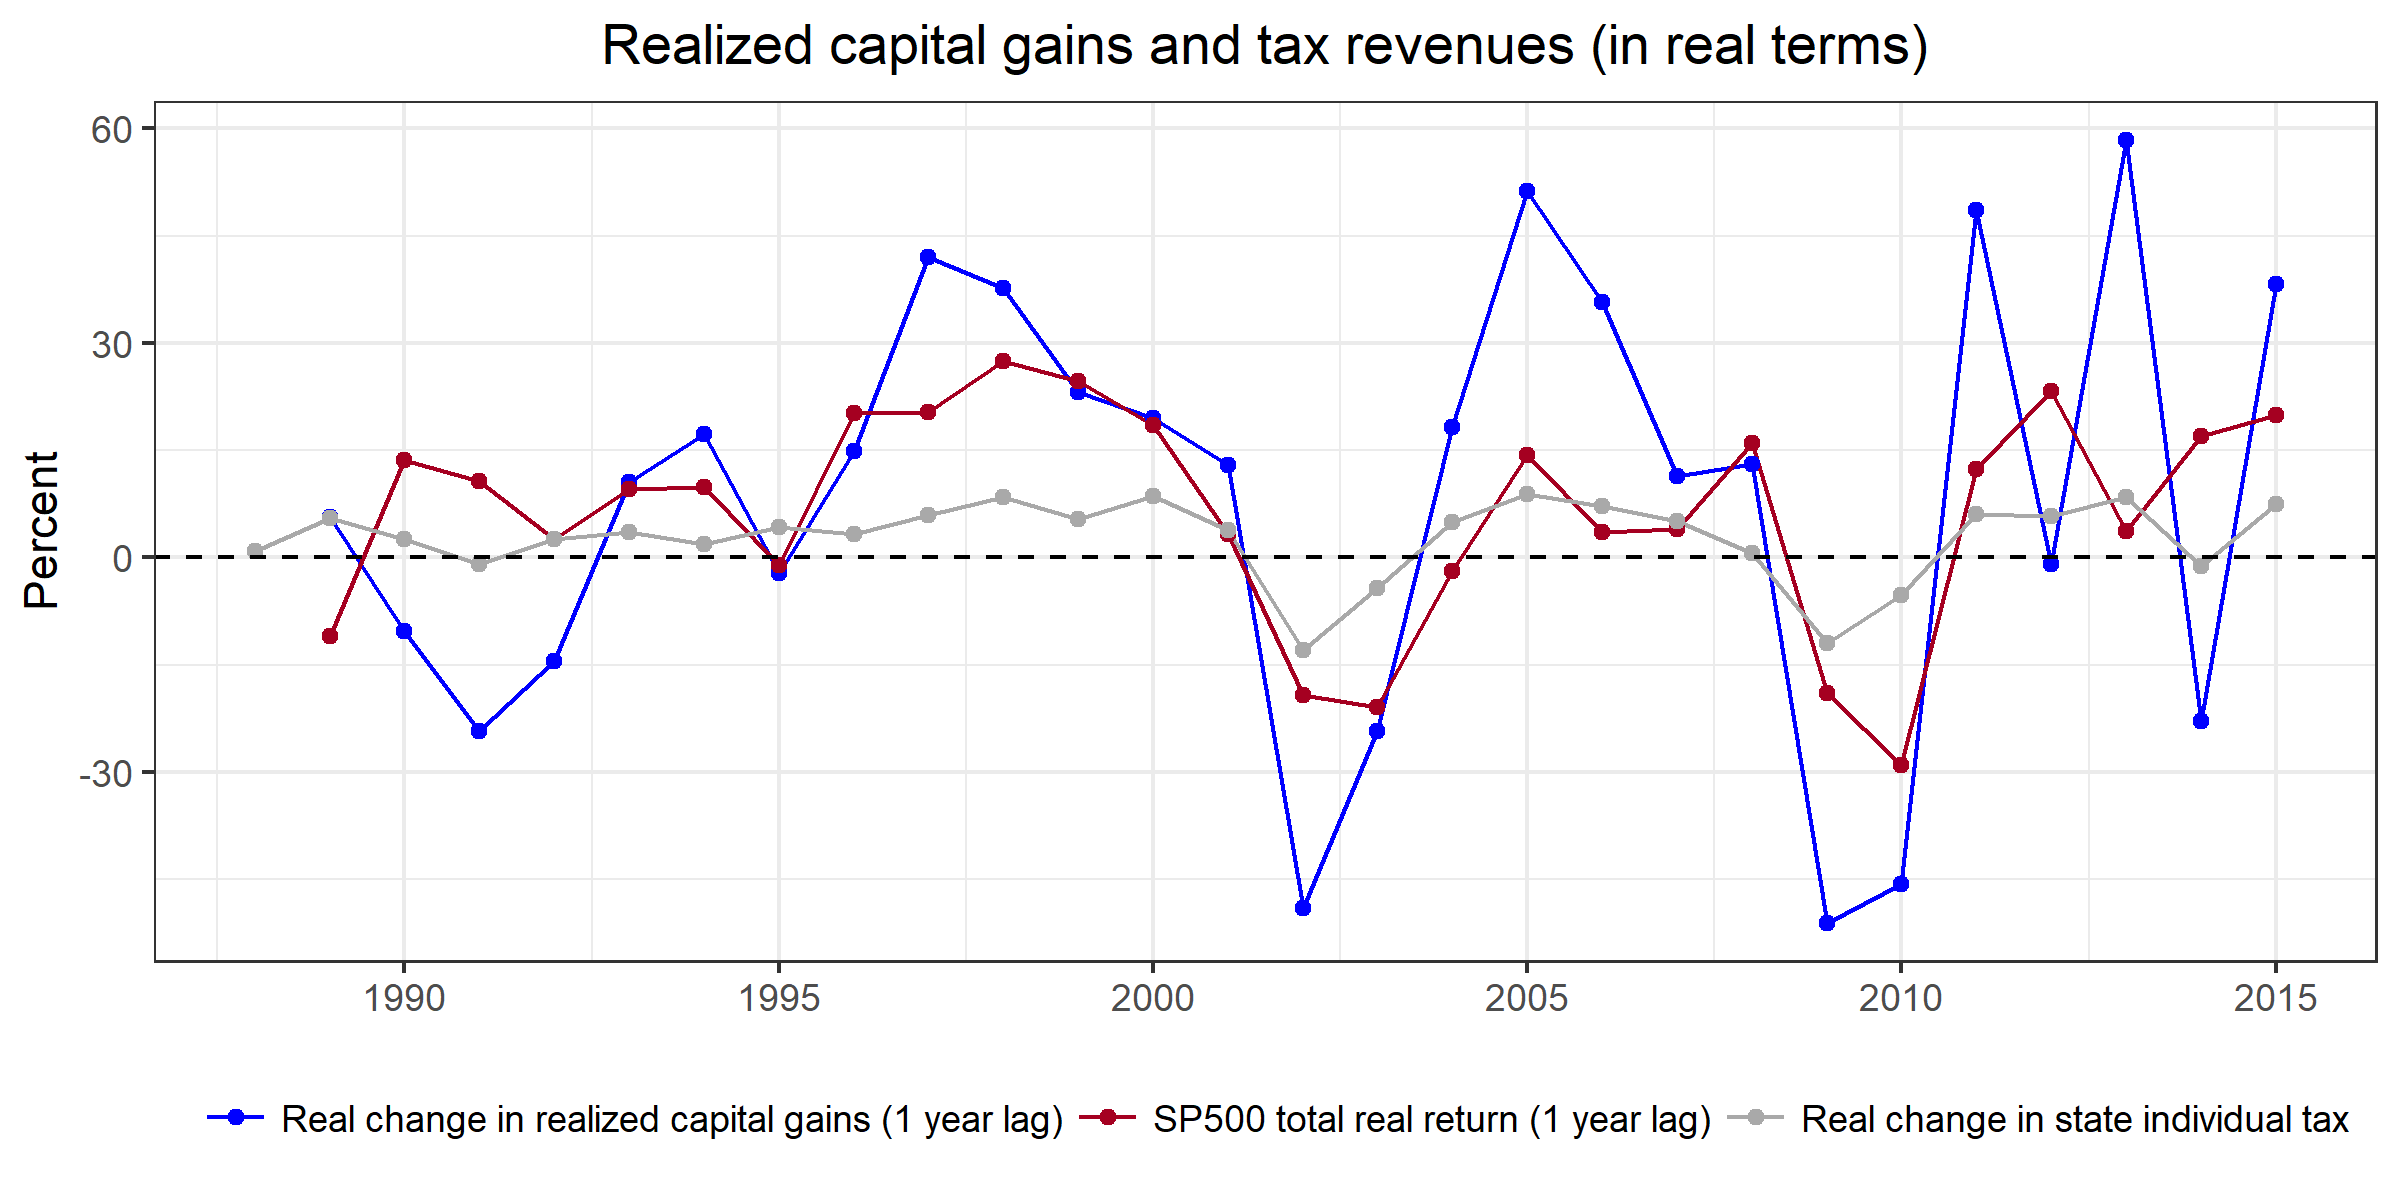 Realized capital gains and tax revenues (in real terms)
Percent
60
30
0
-30
1990 1995 2000 2005 2010 2015
Real change in realized capital gains (1 year lag) SP500 total real return (1 year lag) Real change in state individual tax